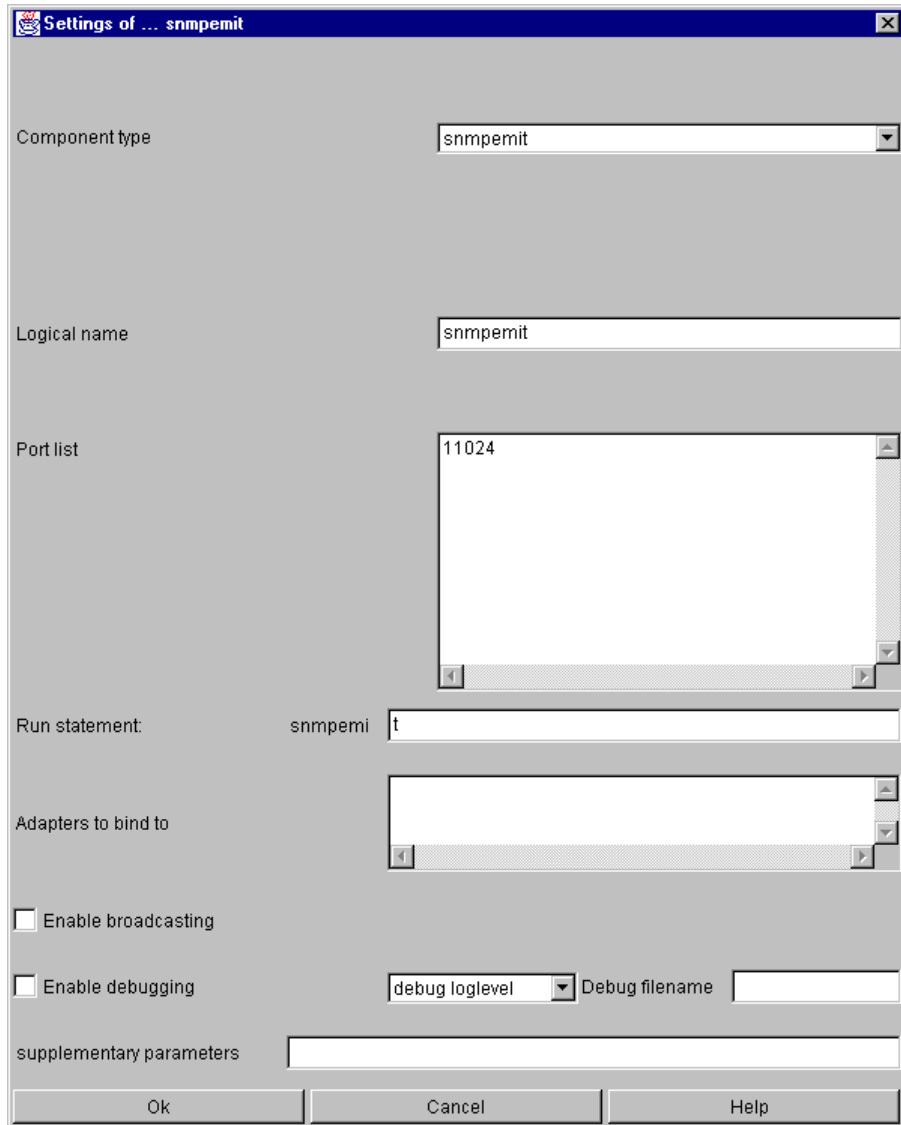 Settings of ... snmpemit
Component type snmpemit
Logical name snmpemit
Port list 11024
Run statement: snmpemi t
Adapters to bind to
Enable broadcasting
Enable debugging debug loglevel Debug filename
supplementary parameters
Ok Cancel Help